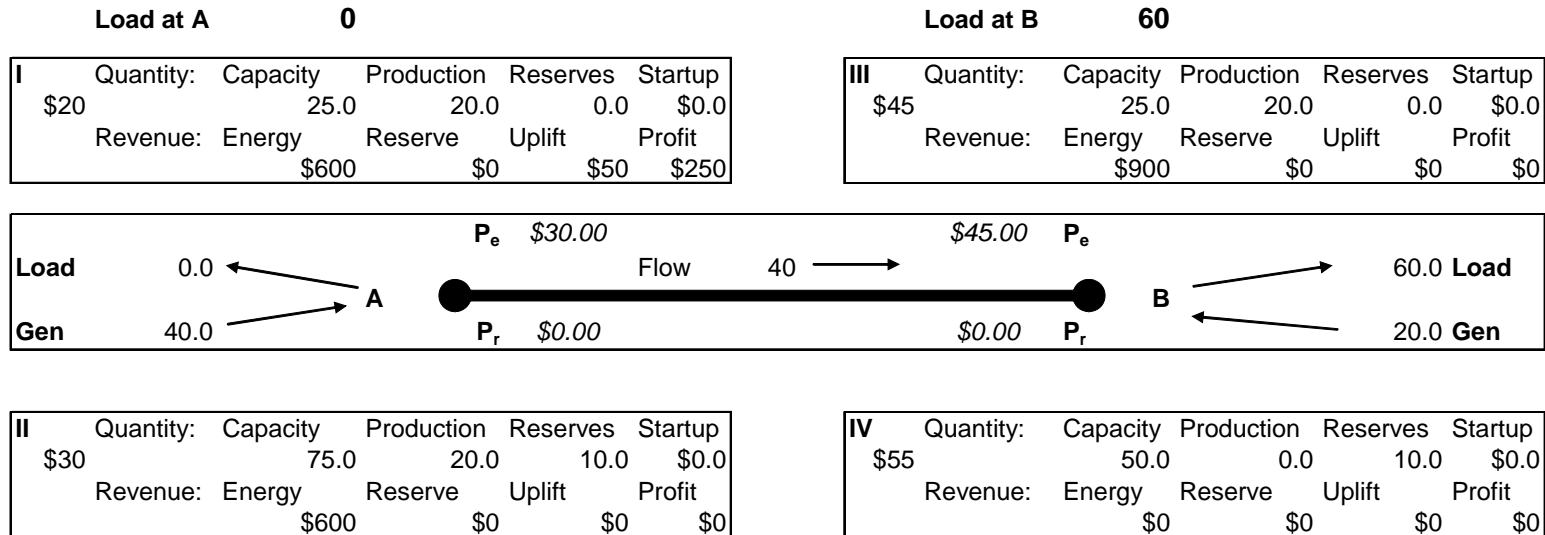 Load at A 0 Load at B 60
I Quantity: Capacity Production Reserves Startup
$20 25.0 20.0 0.0 $0.0
Revenue: Energy Reserve Uplift Profit
$600 $0 $50 $250
III Quantity: Capacity Production Reserves Startup
$45 25.0 20.0 0.0 $0.0
Revenue: Energy Reserve Uplift Profit
$900 $0 $0 $0
Pe $30.00 $45.00 Pe
Load 0.0 Flow 40 60.0 Load
A B
Gen 40.0 Pr $0.00 $0.00 Pr 20.0 Gen
II Quantity: Capacity Production Reserves Startup
$30 75.0 20.0 10.0 $0.0
Revenue: Energy Reserve Uplift Profit
$600 $0 $0 $0
IV Quantity: Capacity Production Reserves Startup
$55 50.0 0.0 10.0 $0.0
Revenue: Energy Reserve Uplift Profit
$0 $0 $0 $0